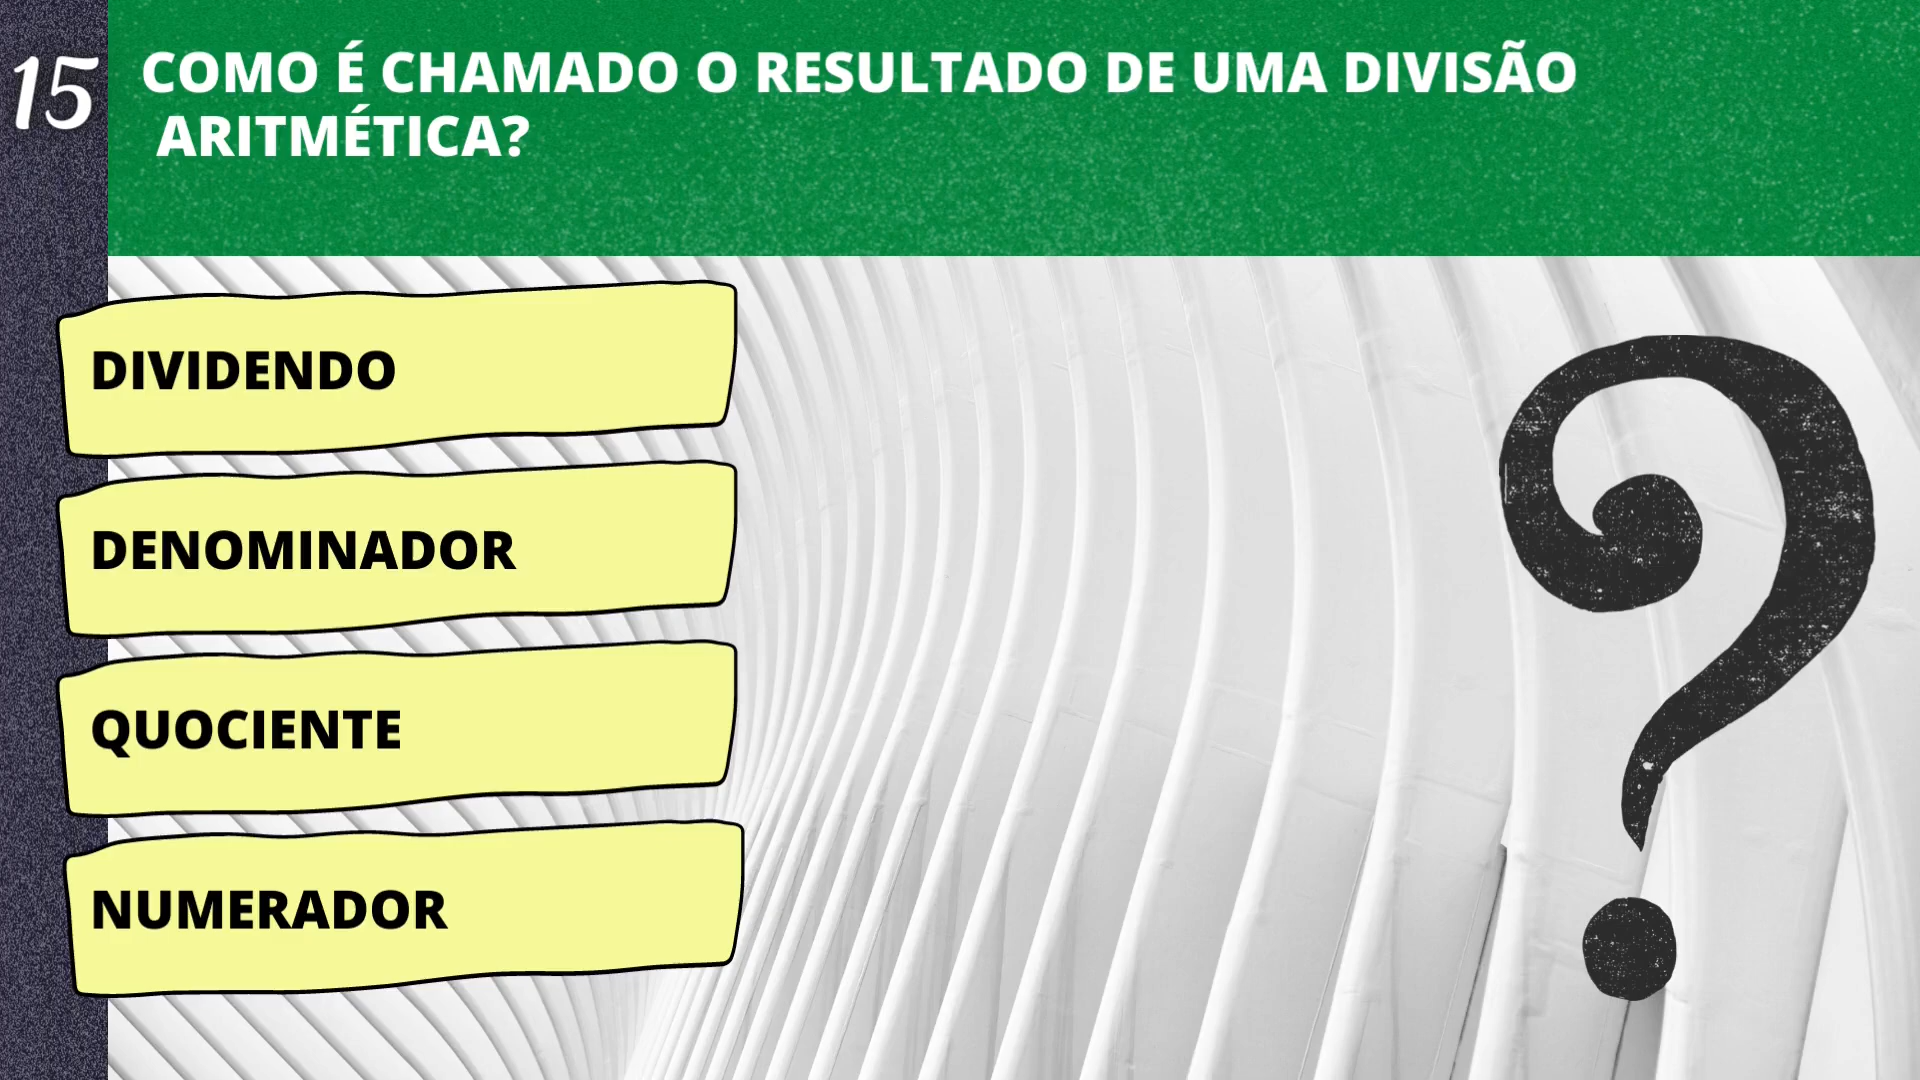 15
COMO É CHAMADO O RESULTADO DE UMA DIVISÃO
ARITMÉTICA?
DIVIDENDO
DENOMINADOR
QUOCIENTE
NUMERADOR